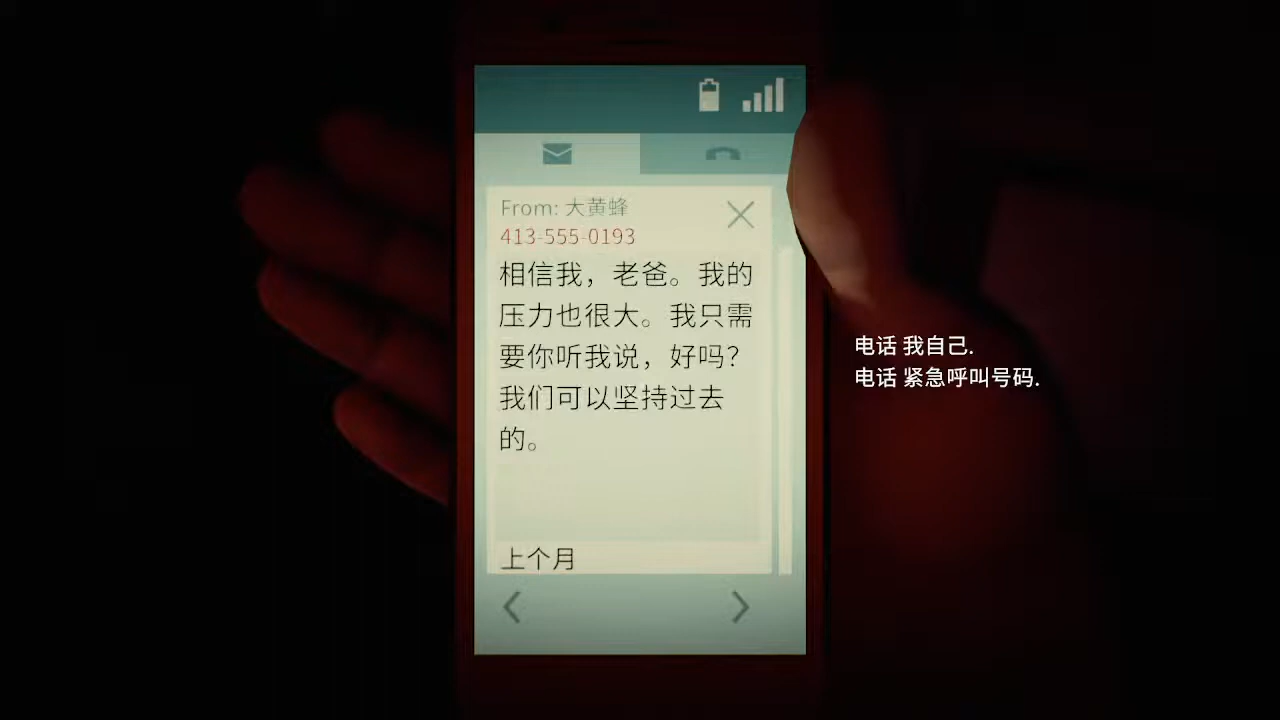 From: 大黄蜂
413-555-0193
相信我，老爸。我的
压力也很大。我只需
要你听我说，好吗？
我们可以坚持过去
的。
上个月
电话 我自己.
电话 紧急呼叫号码.